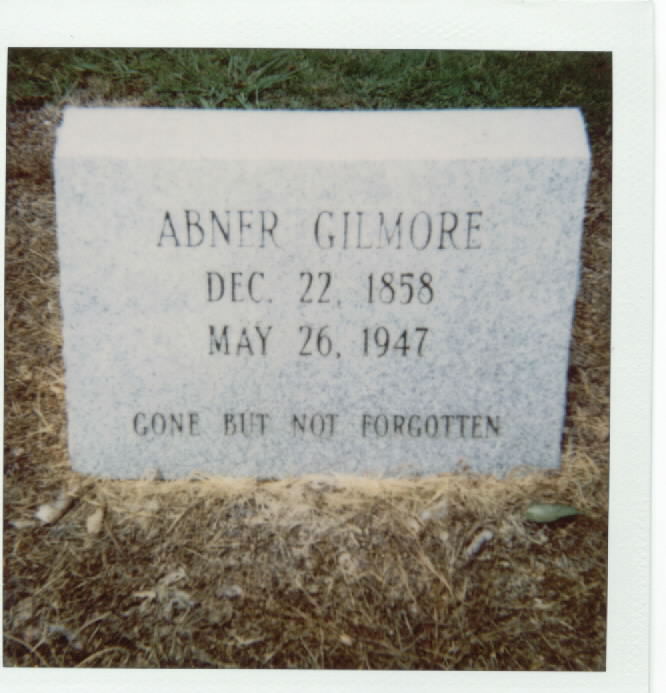 ABNER GILMORE
DEC. 22, 1858
MAY 26, 1947
GONE BUT NOT FORGOTTEN